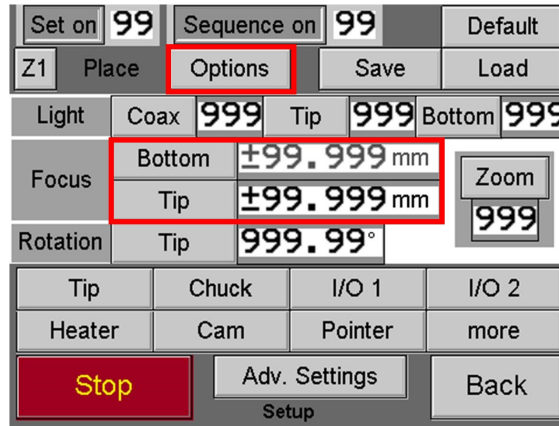 Set on 99 Sequence on 99 Default
Z1 Place Options Save Load
Light Coax 999 Tip 999 Bottom 999
Focus Bottom ±99.999 mm
Tip ±99.999 mm
Zoom
999
Rotation Tip 999.99°
Tip Chuck I/O 1 I/O 2
Heater Cam Pointer more
Stop Adv. Settings Back
Setup